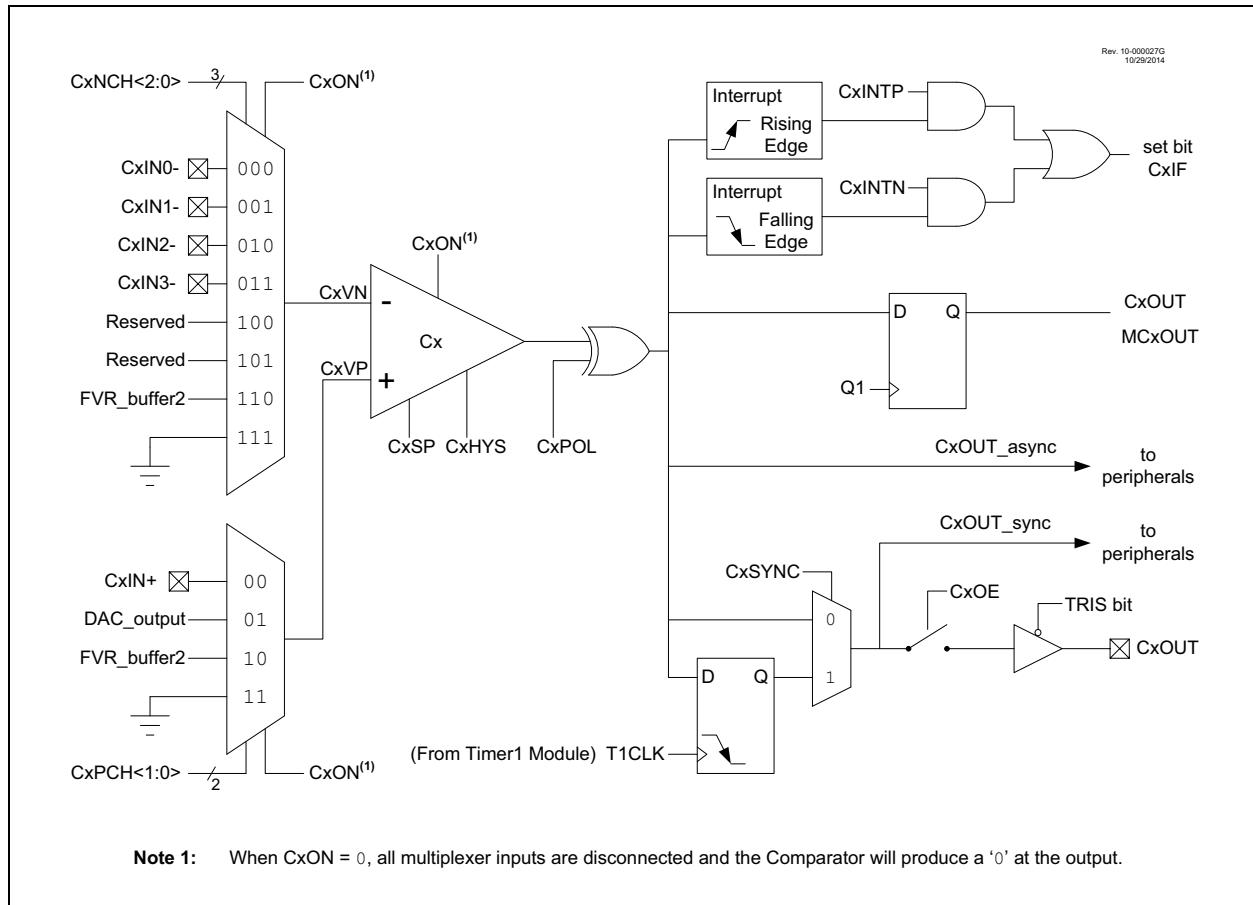 Rev. 10-000027G
10/29/2014
CxNCH<2:0>
3
CxON(1)
CxIN0-
000
CxIN1-
001
CxIN2-
010
CxIN3-
011
Reserved
100
Reserved
101
FVR_buffer2
110
111
CxIN+
00
DAC_output
01
FVR_buffer2
10
11
CxPCH<1:0>
2
CxON(1)
CxON(1)
CxVN
-
Cx
CxVP
+
CxSP
CxHYS
CxPOL
Interrupt
Rising
Edge
CxINTP
Interrupt
Falling
Edge
CxINTN
set bit
CxIF
D
Q
Q1
CxOUT
MCxOUT
CxOUT_async
to
peripherals
CxOUT_sync
to
peripherals
CxSYNC
0
1
CxOE
TRIS bit
CxOUT
D
Q
(From Timer1 Module) T1CLK
Note 1: When CxON = 0, all multiplexer inputs are disconnected and the Comparator will produce a ‘0’ at the output.